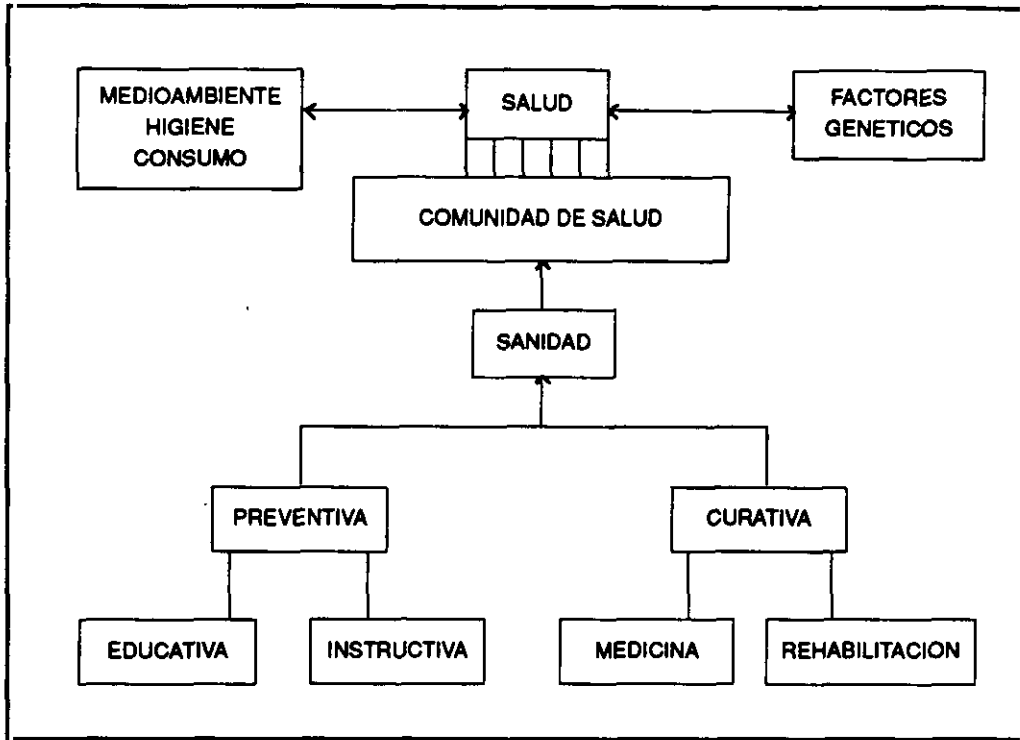 MEDIOAMBIENTE
HIGIENE
CONSUMO
SALUD
FACTORES
GENETICOS
COMUNIDAD DE SALUD
SANIDAD
PREVENTIVA
CURATIVA
EDUCATIVA
INSTRUCTIVA
MEDICINA
REHABILITACION